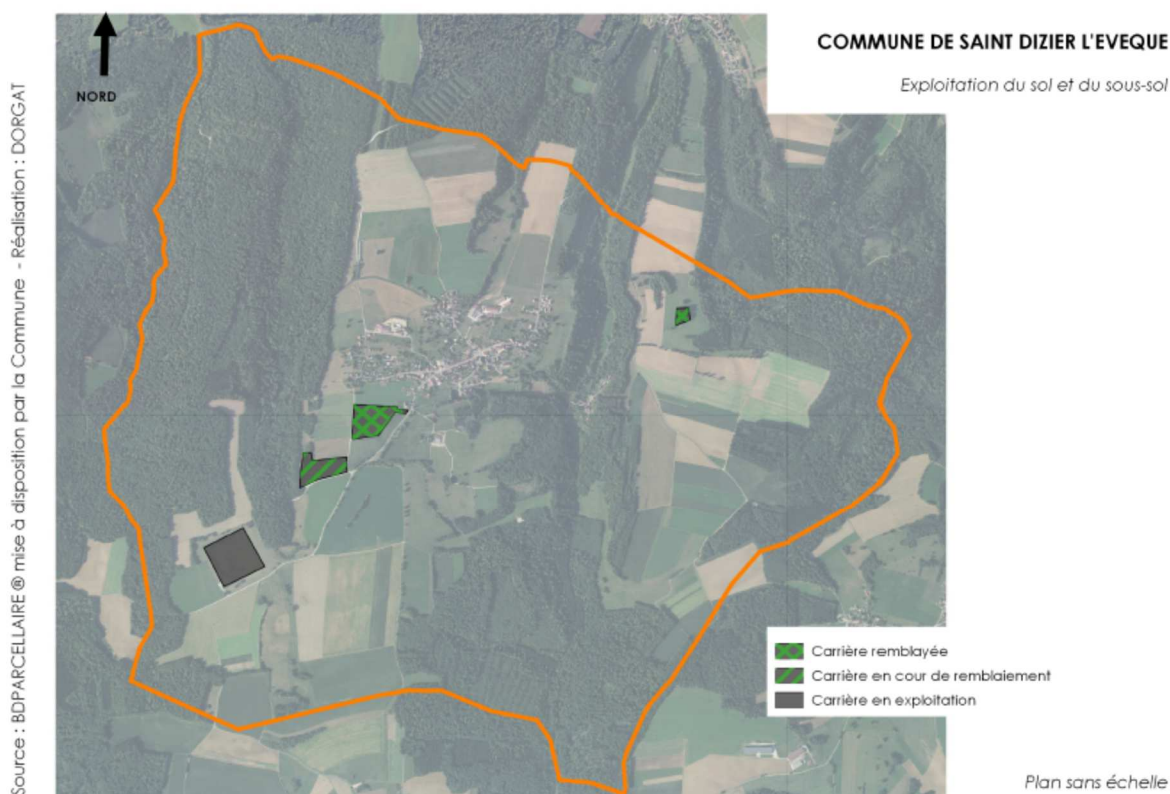 COMMUNE DE SAINT DIZIER L'EVEQUE
Exploitation du sol et du sous-sol
NORD
Source : BDPARCELLAIRE ® mise à disposition par la Commune - Réalisation : DORGAT
Carrière remblayée
Carrière en cour de remblaiement
Carrière en exploitation
Plan sans échelle